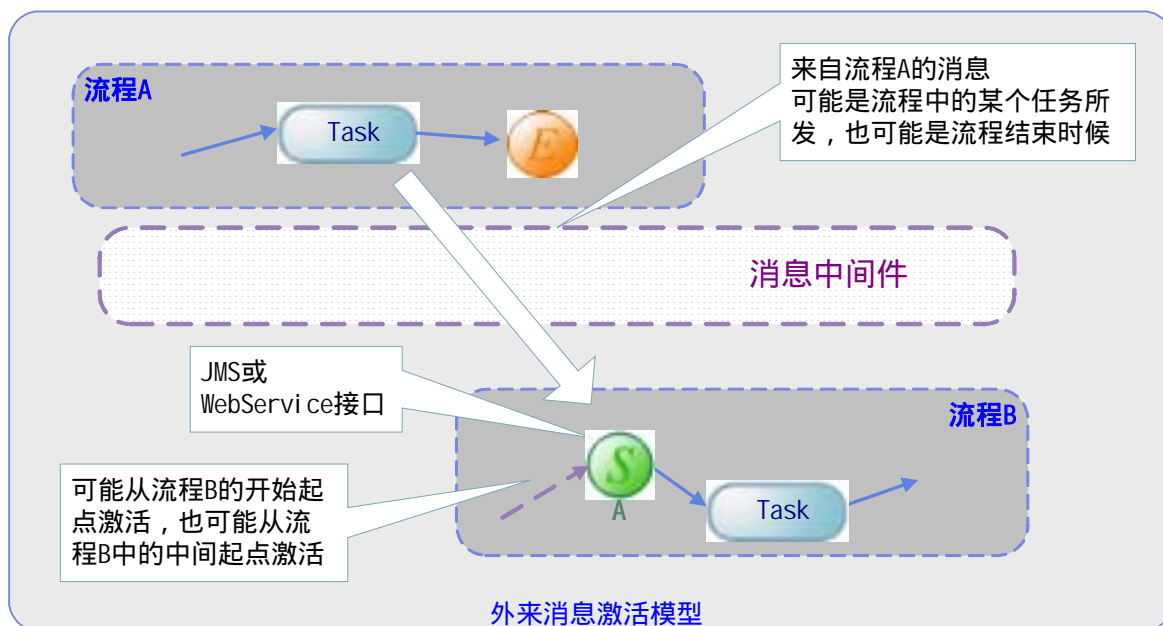 流程A
Task
E
来自流程A的消息
可能是流程中的某个任务所
发，也可能是流程结束时候
消息中间件
JMS或
WebService接口
流程B
S
A
Task
可能从流程B的开始起
点激活，也可能从流
程B中的中间起点激活
外来消息激活模型